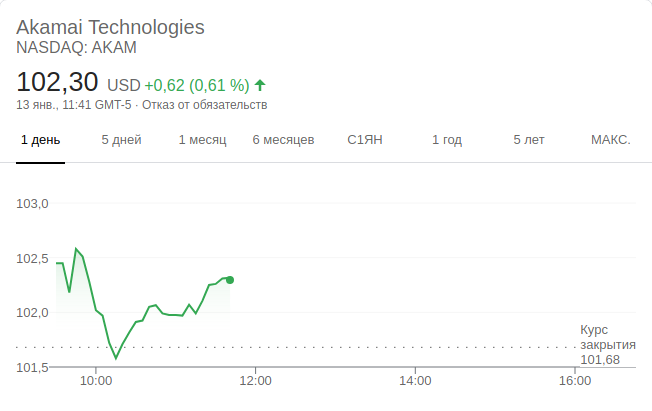 Akamai Technologies
NASDAQ: AKAM
102,30 USD +0,62 (0,61 %)
13 янв., 11:41 GMT-5 · Отказ от обязательств
1 день 5 дней 1 месяц 6 месяцев С1ЯН 1 год 5 лет МАКС.
103,0
102,5
102,0
Курс
закрытия
101,68
101,5
10:00 12:00 14:00 16:00